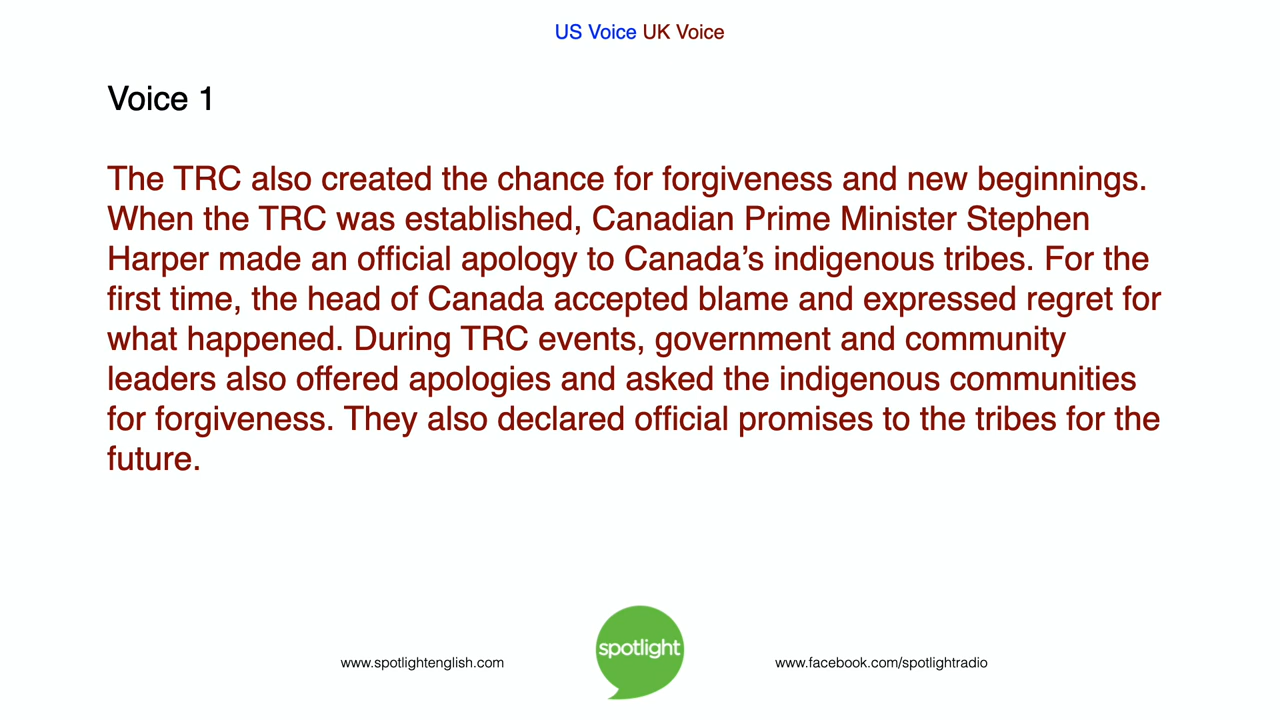 US Voice UK Voice
Voice 1
The TRC also created the chance for forgiveness and new beginnings.
When the TRC was established, Canadian Prime Minister Stephen
Harper made an official apology to Canada’s indigenous tribes. For the
first time, the head of Canada accepted blame and expressed regret for
what happened. During TRC events, government and community
leaders also offered apologies and asked the indigenous communities
for forgiveness. They also declared official promises to the tribes for the
future.
spotlight
www.spotlightenglish.com
www.facebook.com/spotlightradio